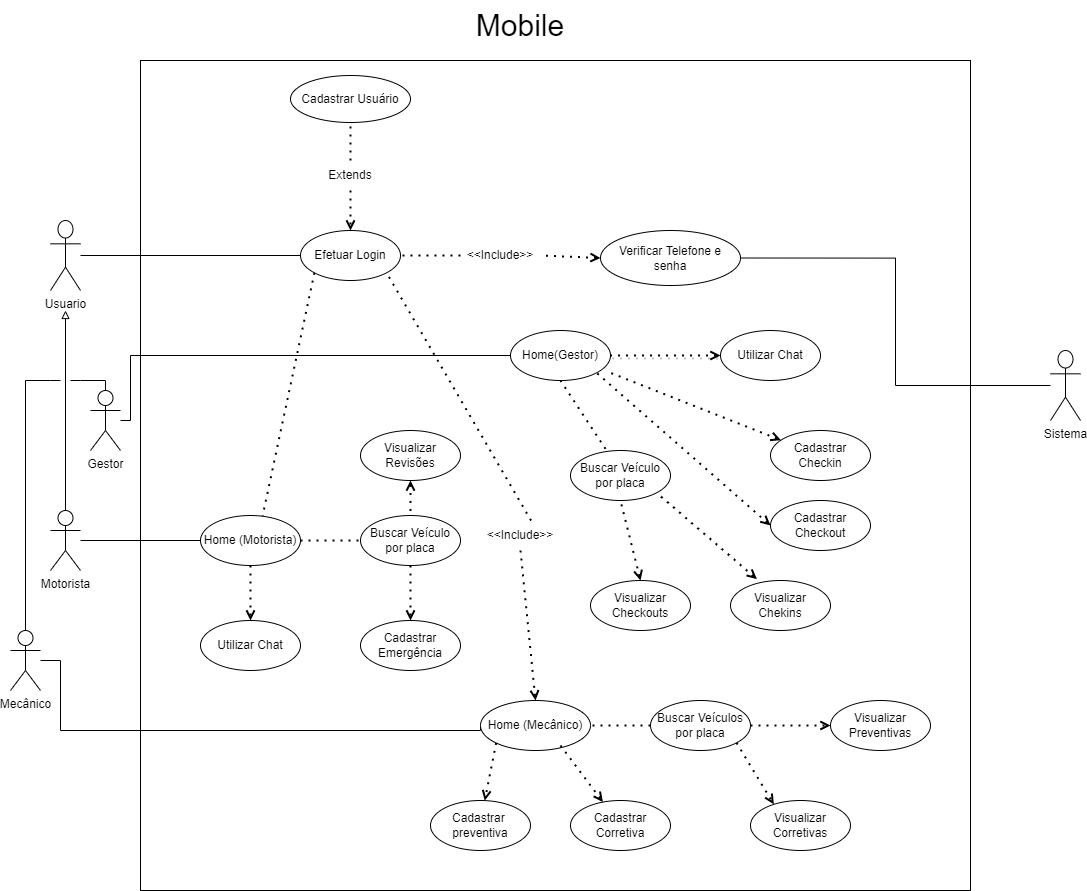 Mobile
Cadastrar Usuário
Extends
Efetuar Login
<<Include>>
Verificar Telefone e
senha
Usuario
Home(Gestor)
Utilizar Chat
Sistema
Gestor
Visualizar
Revisões
Cadastrar
Checkin
Buscar Veículo
por placa
Cadastrar
Checkout
Home (Motorista)
Buscar Veículo
por placa
<<Include>>
Motorista
Visualizar
Checkouts
Visualizar
Chekins
Utilizar Chat
Cadastrar
Emergência
Mecânico
Home (Mecânico)
Buscar Veículos
por placa
Visualizar
Preventivas
Cadastrar
preventiva
Cadastrar
Corretiva
Visualizar
Corretivas